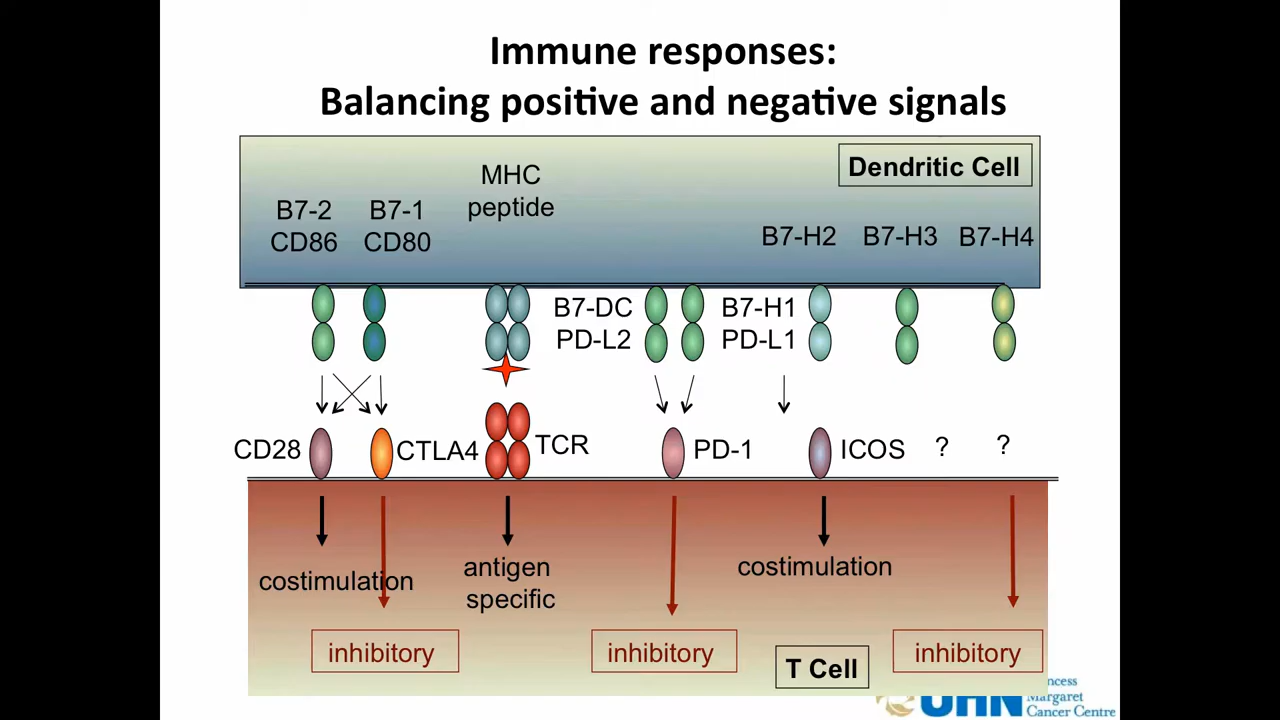 Immune responses:
Balancing positive and negative signals
Dendritic Cell
MHC
peptide
B7-2
CD86
B7-1
CD80
B7-H2
B7-H3
B7-H4
B7-DC
PD-L2
B7-H1
PD-L1
CD28
CTLA4
TCR
PD-1
ICOS
?
?
costimulation
antigen
specific
costimulation
inhibitory
inhibitory
inhibitory
T Cell
UHN
Margaret
Cancer Centre